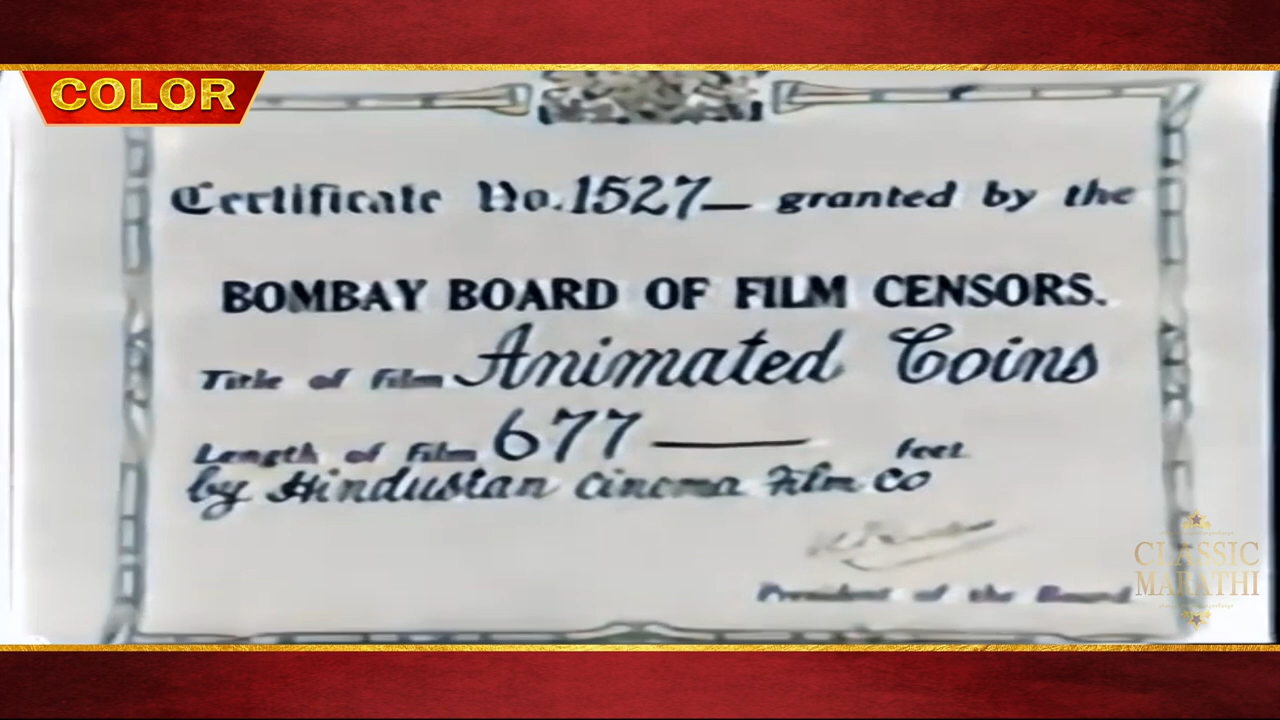 COLOR
Certificate No. 1527— granted by the
BOMBAY BOARD OF FILM CENSORS.
Title of film Animated Coins
Length of film 677— feet
by Hindustan Cinema Film Co
President of the Board
CLASSIC
MARATHI